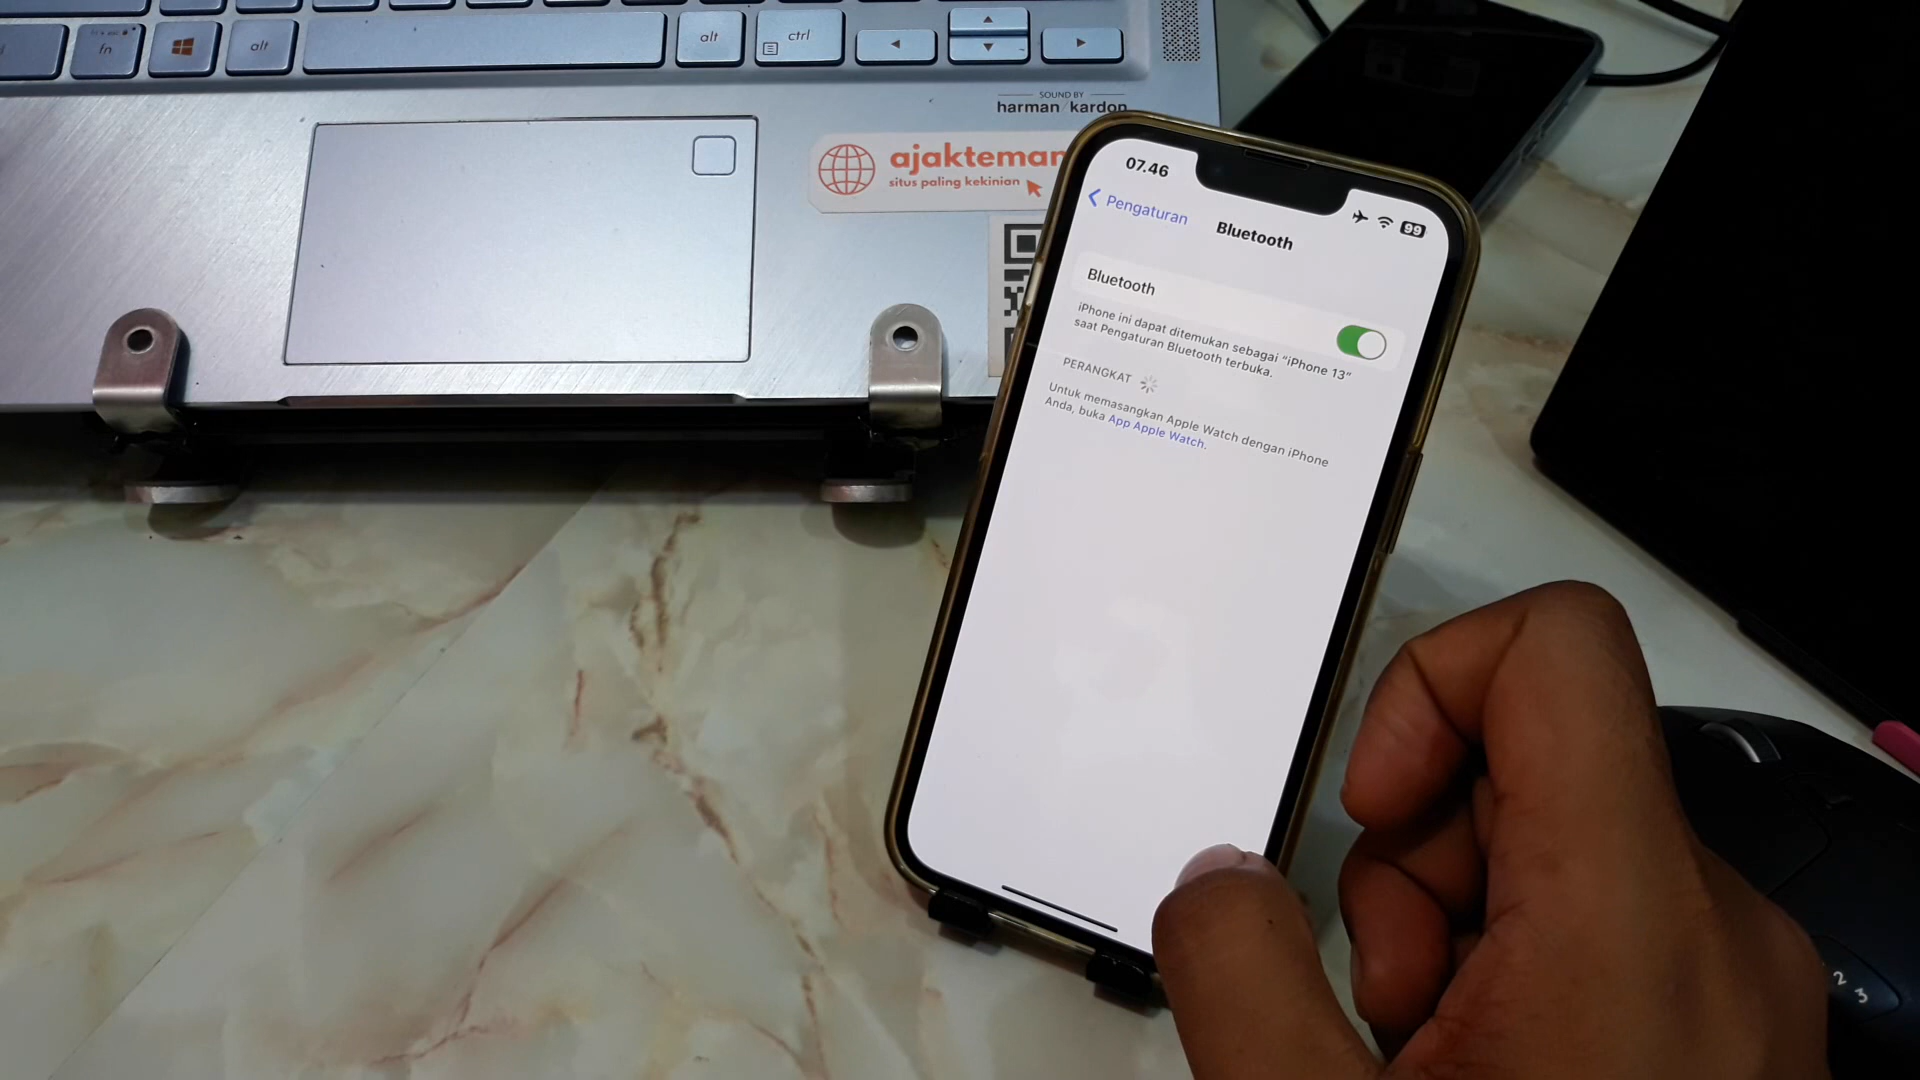 fn
alt
alt
ctrl
SOUND BY
harman/kardon
ajakteman
situs paling kekinian
07.46
99
Pengaturan
Bluetooth
Bluetooth
iPhone ini dapat ditemukan sebagai "iPhone 13"
saat Pengaturan Bluetooth terbuka.
PERANGKAT
Untuk memasangkan Apple Watch dengan iPhone
Anda, buka App Apple Watch.
2
3